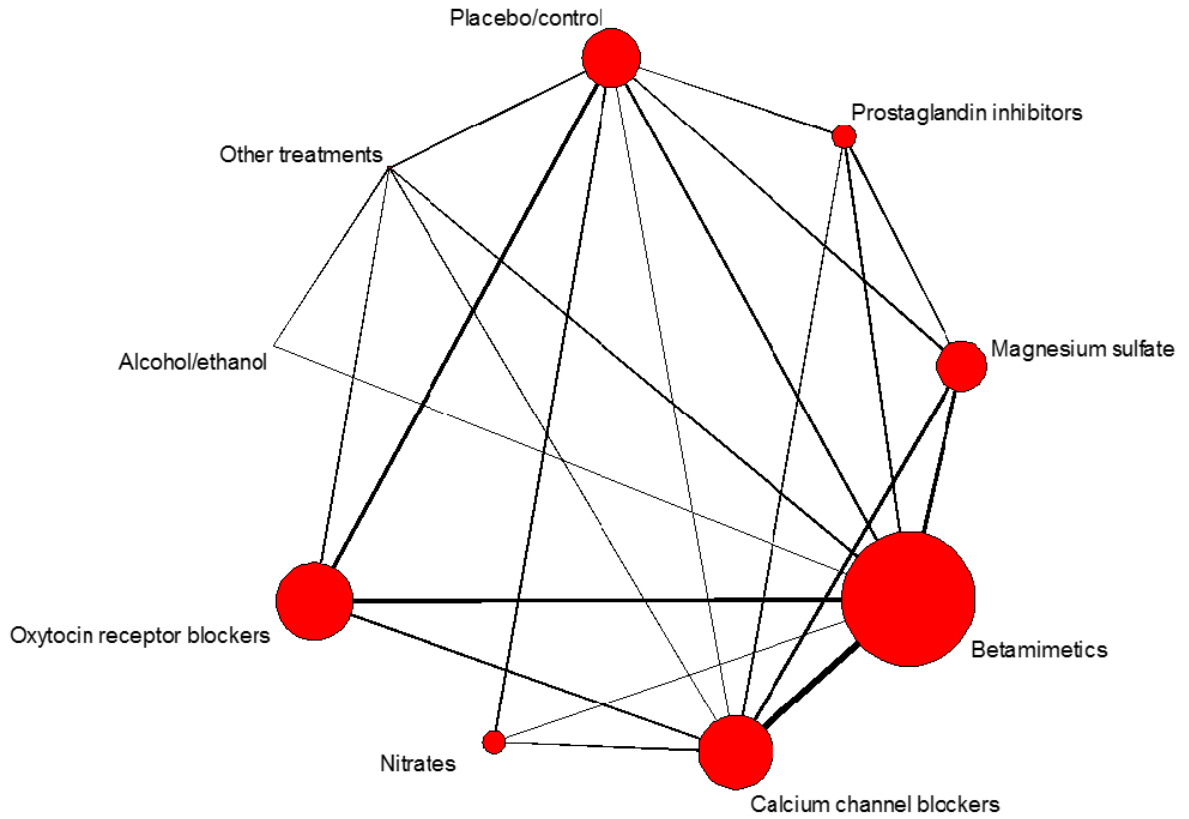 Placebo/control
Prostaglandin inhibitors
Other treatments
Magnesium sulfate
Alcohol/ethanol
Oxytocin receptor blockers
Betamimetics
Nitrates
Calcium channel blockers